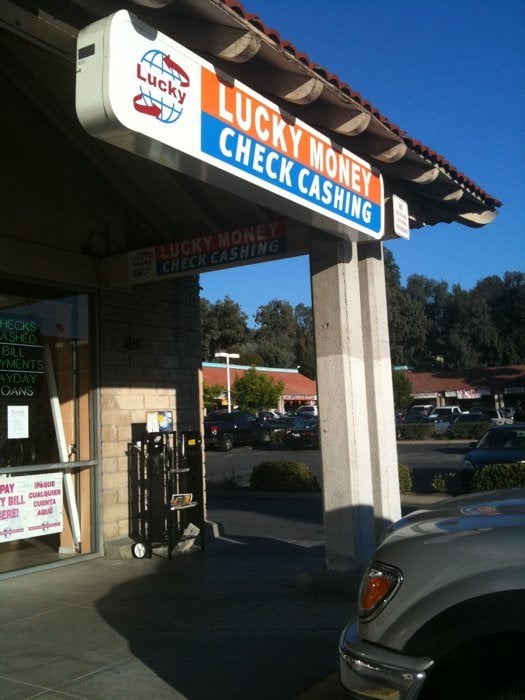 Lucky
LUCKY MONEY
CHECK CASHING
LUCKY MONEY
CHECK CASHING
CHECKS
CASHED
BILL
PAYMENTS
PAYDAY
LOANS
PAY
BILL
HERE!
¡PAGUE
CUALQUIER
CUENTA
AQUÍ!